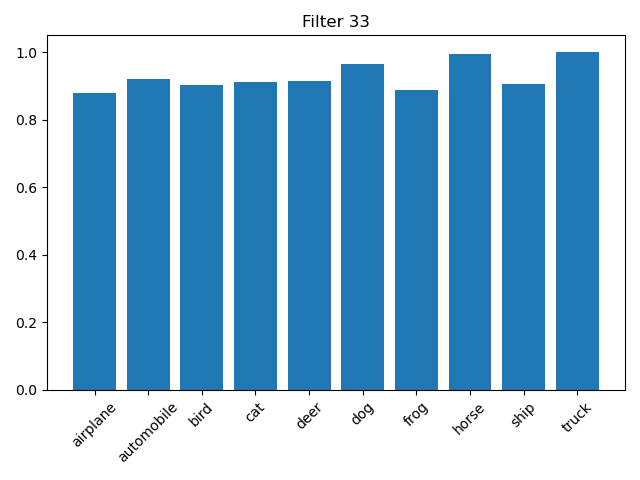 Filter 33
1.0
0.8
0.6
0.4
0.2
0.0
airplane
automobile
bird
cat
deer
dog
frog
horse
ship
truck